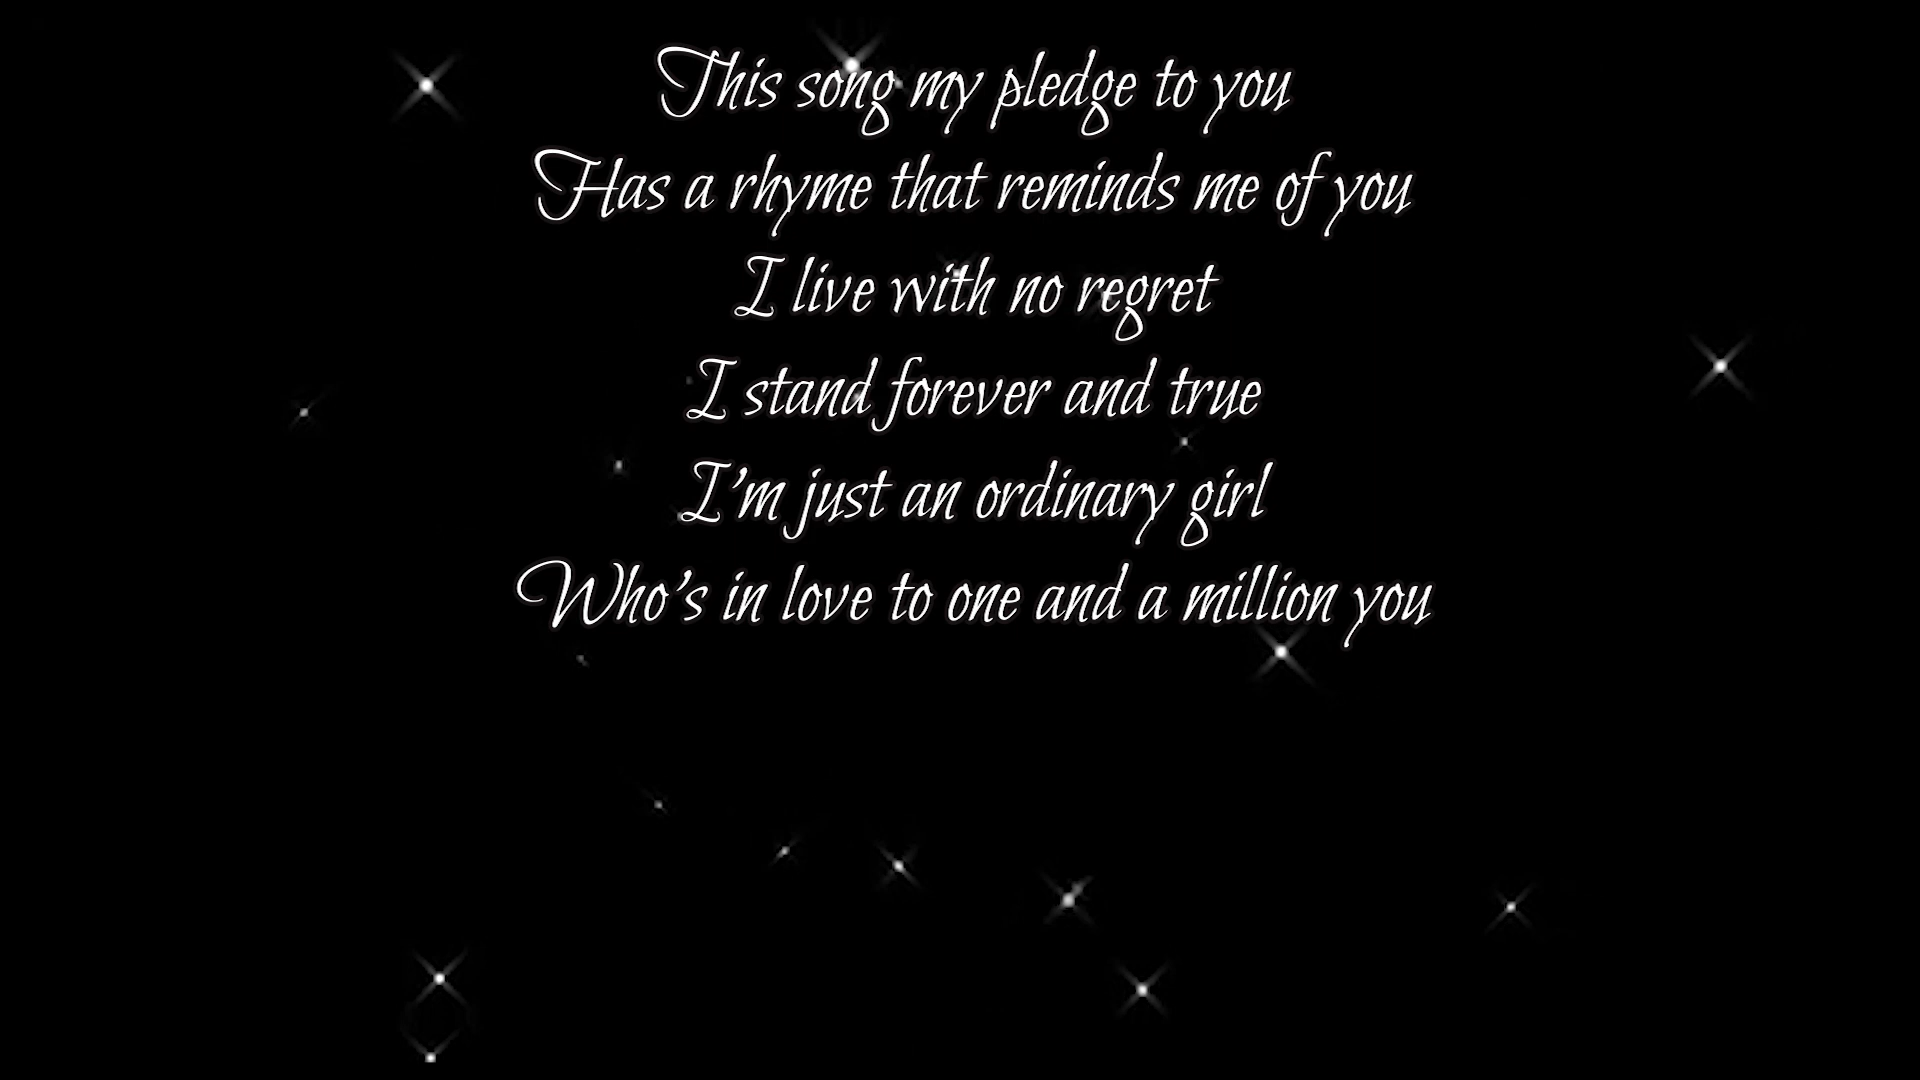 This song my pledge to you
Has a rhyme that reminds me of you
I live with no regret
I stand forever and true
I'm just an ordinary girl
Who's in love to one and a million you